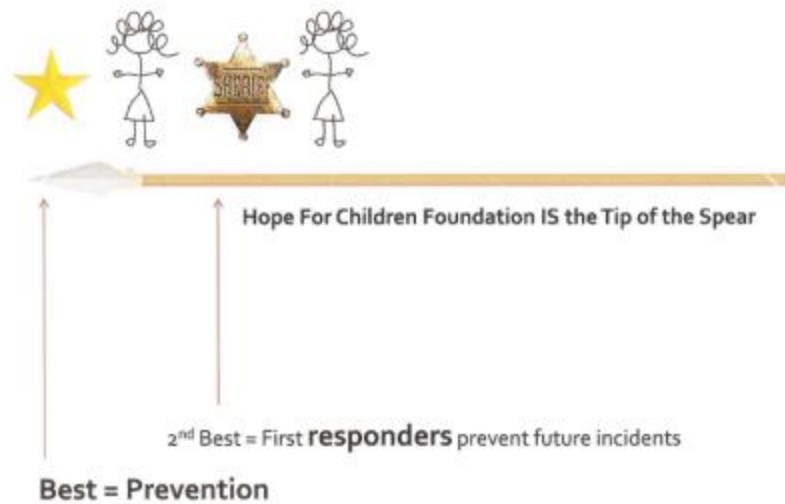 SHERIFF
Hope For Children Foundation IS the Tip of the Spear
2nd Best = First responders prevent future incidents
Best = Prevention